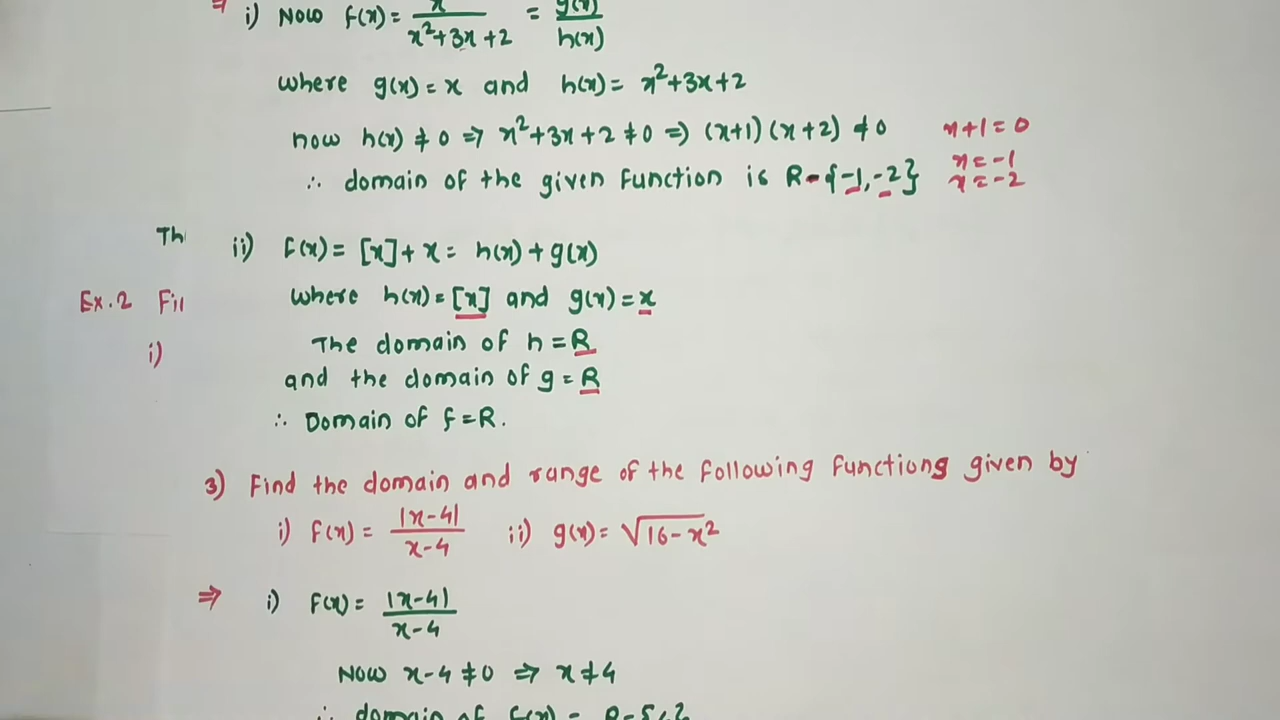 ⇒ i) Now f(x) = x / x²+3x+2 = g(x) / h(x)
where g(x) = x and h(x) = x²+3x+2
now h(x) ≠ 0 ⇒ x²+3x+2 ≠ 0 ⇒ (x+1)(x+2) ≠ 0 x+1=0
x=-1
∴ domain of the given function is R-{-1,-2} x=-2
Th ii) f(x) = [x] + x = h(x) + g(x)
Ex.2 Fin where h(x) = [x] and g(x) = x
i) The domain of h = R
and the domain of g = R
∴ Domain of f = R.
3) Find the domain and range of the following functions given by
i) f(x) = |x-4| / x-4 ii) g(x) = √16-x²
⇒ i) f(x) = |x-4| / x-4
Now x-4 ≠ 0 ⇒ x ≠ 4
∴ domain of f(x) =